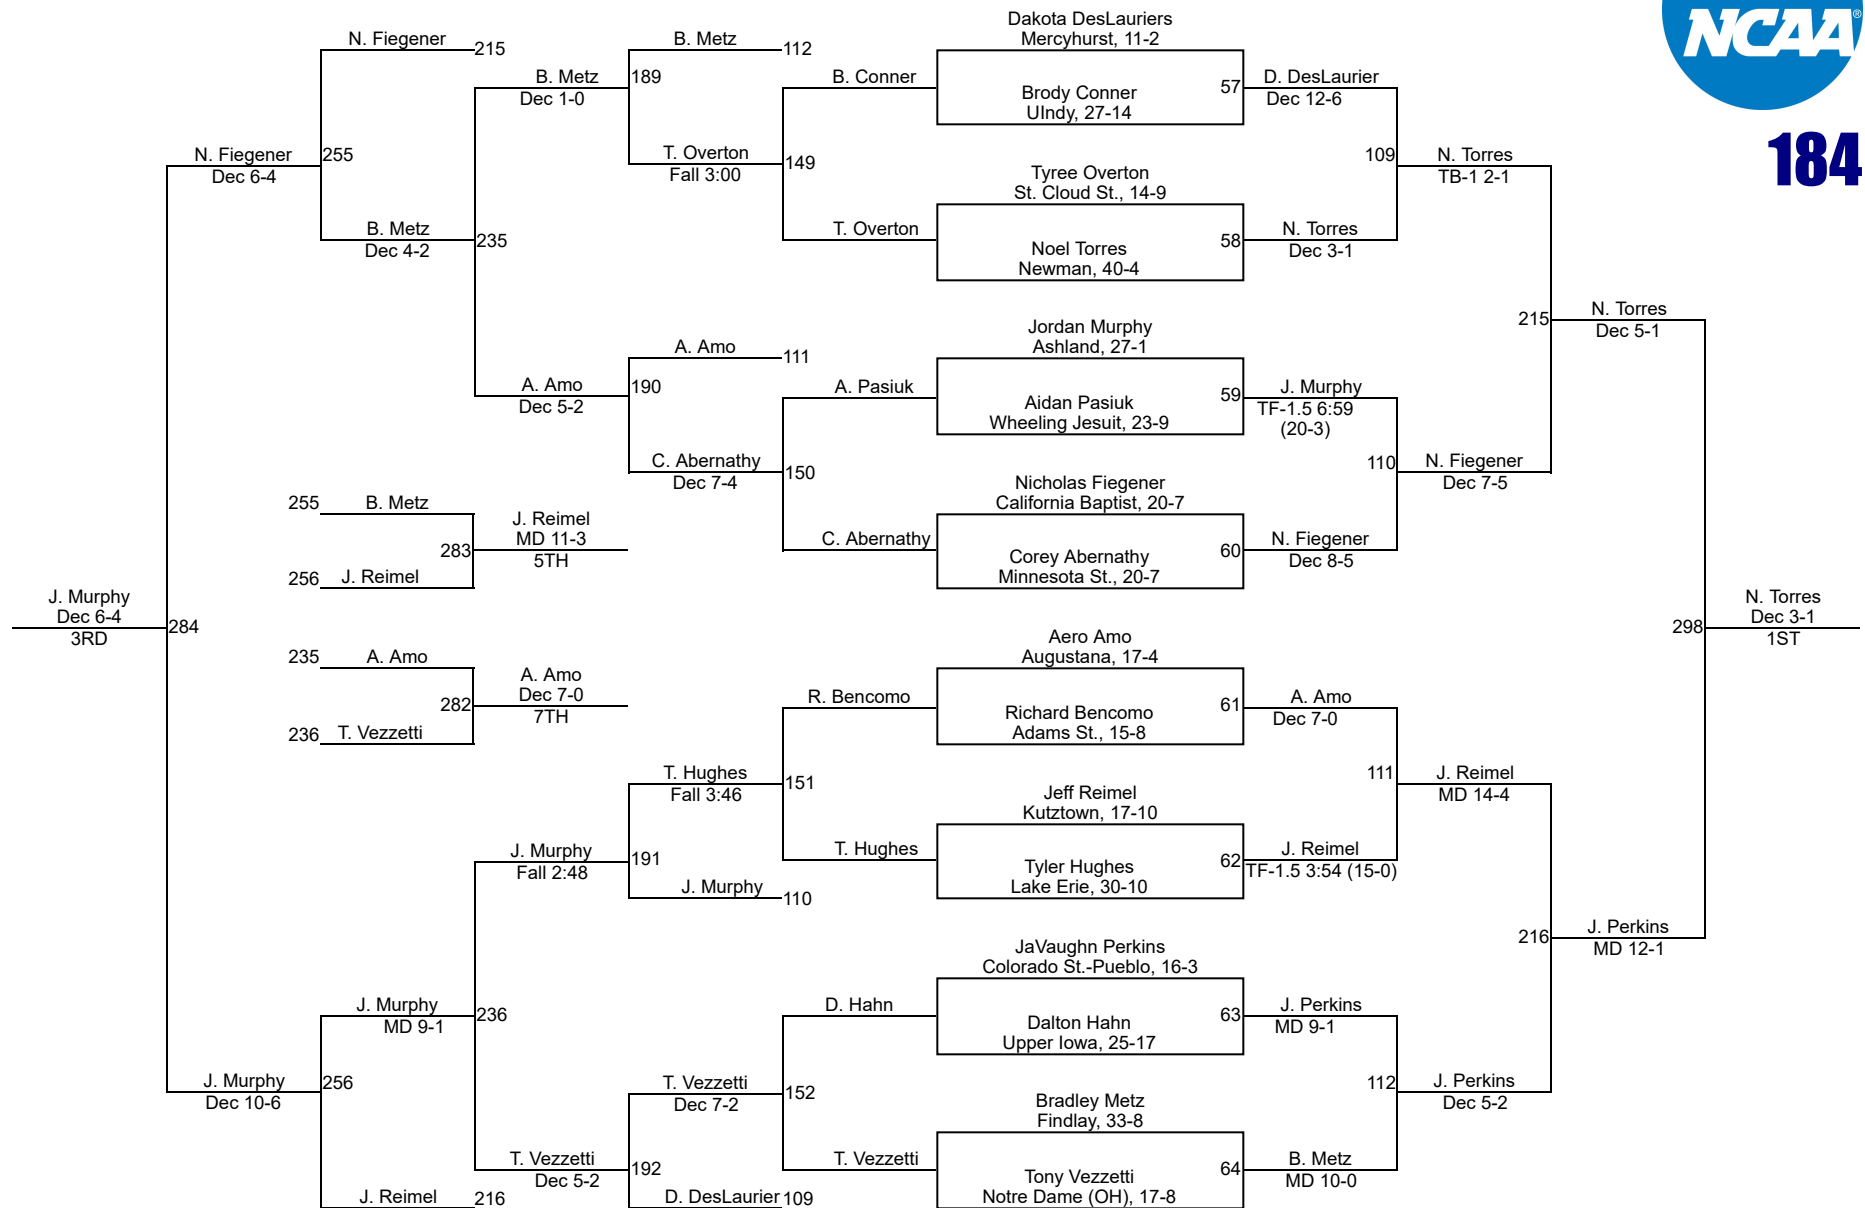 NCAA®
184
N. Fiegener
215
B. Metz
112
Dakota DesLauriers
Mercyhurst, 11-2
B. Metz
Dec 1-0
189
B. Conner
Brody Conner
UIndy, 27-14
57
D. DesLaurier
Dec 12-6
N. Fiegener
Dec 6-4
255
T. Overton
Fall 3:00
149
Tyree Overton
St. Cloud St., 14-9
109
N. Torres
TB-1 2-1
B. Metz
Dec 4-2
235
T. Overton
Noel Torres
Newman, 40-4
58
N. Torres
Dec 3-1
215
N. Torres
Dec 5-1
A. Amo
111
Jordan Murphy
Ashland, 27-1
A. Amo
Dec 5-2
190
A. Pasiuk
Aidan Pasiuk
Wheeling Jesuit, 23-9
59
J. Murphy
TF-1.5 6:59
(20-3)
C. Abernathy
Dec 7-4
150
Nicholas Fiegener
California Baptist, 20-7
110
N. Fiegener
Dec 7-5
255
B. Metz
283
J. Reimel
MD 11-3
5TH
256
J. Reimel
C. Abernathy
Corey Abernathy
Minnesota St., 20-7
60
N. Fiegener
Dec 8-5
J. Murphy
Dec 6-4
3RD
284
298
N. Torres
Dec 3-1
1ST
235
A. Amo
282
A. Amo
Dec 7-0
7TH
236
T. Vezzetti
Aero Amo
Augustana, 17-4
R. Bencomo
Richard Bencomo
Adams St., 15-8
61
A. Amo
Dec 7-0
T. Hughes
Fall 3:46
151
Jeff Reimel
Kutztown, 17-10
111
J. Reimel
MD 14-4
J. Murphy
Fall 2:48
191
T. Hughes
Tyler Hughes
Lake Erie, 30-10
62
J. Reimel
TF-1.5 3:54 (15-0)
J. Murphy
110
JaVaughn Perkins
Colorado St.-Pueblo, 16-3
216
J. Perkins
MD 12-1
J. Murphy
MD 9-1
236
D. Hahn
Dalton Hahn
Upper Iowa, 25-17
63
J. Perkins
MD 9-1
J. Murphy
Dec 10-6
256
T. Vezzetti
Dec 7-2
152
Bradley Metz
Findlay, 33-8
112
J. Perkins
Dec 5-2
T. Vezzetti
Dec 5-2
192
T. Vezzetti
Tony Vezzetti
Notre Dame (OH), 17-8
64
B. Metz
MD 10-0
J. Reimel
216
D. DesLaurier
109